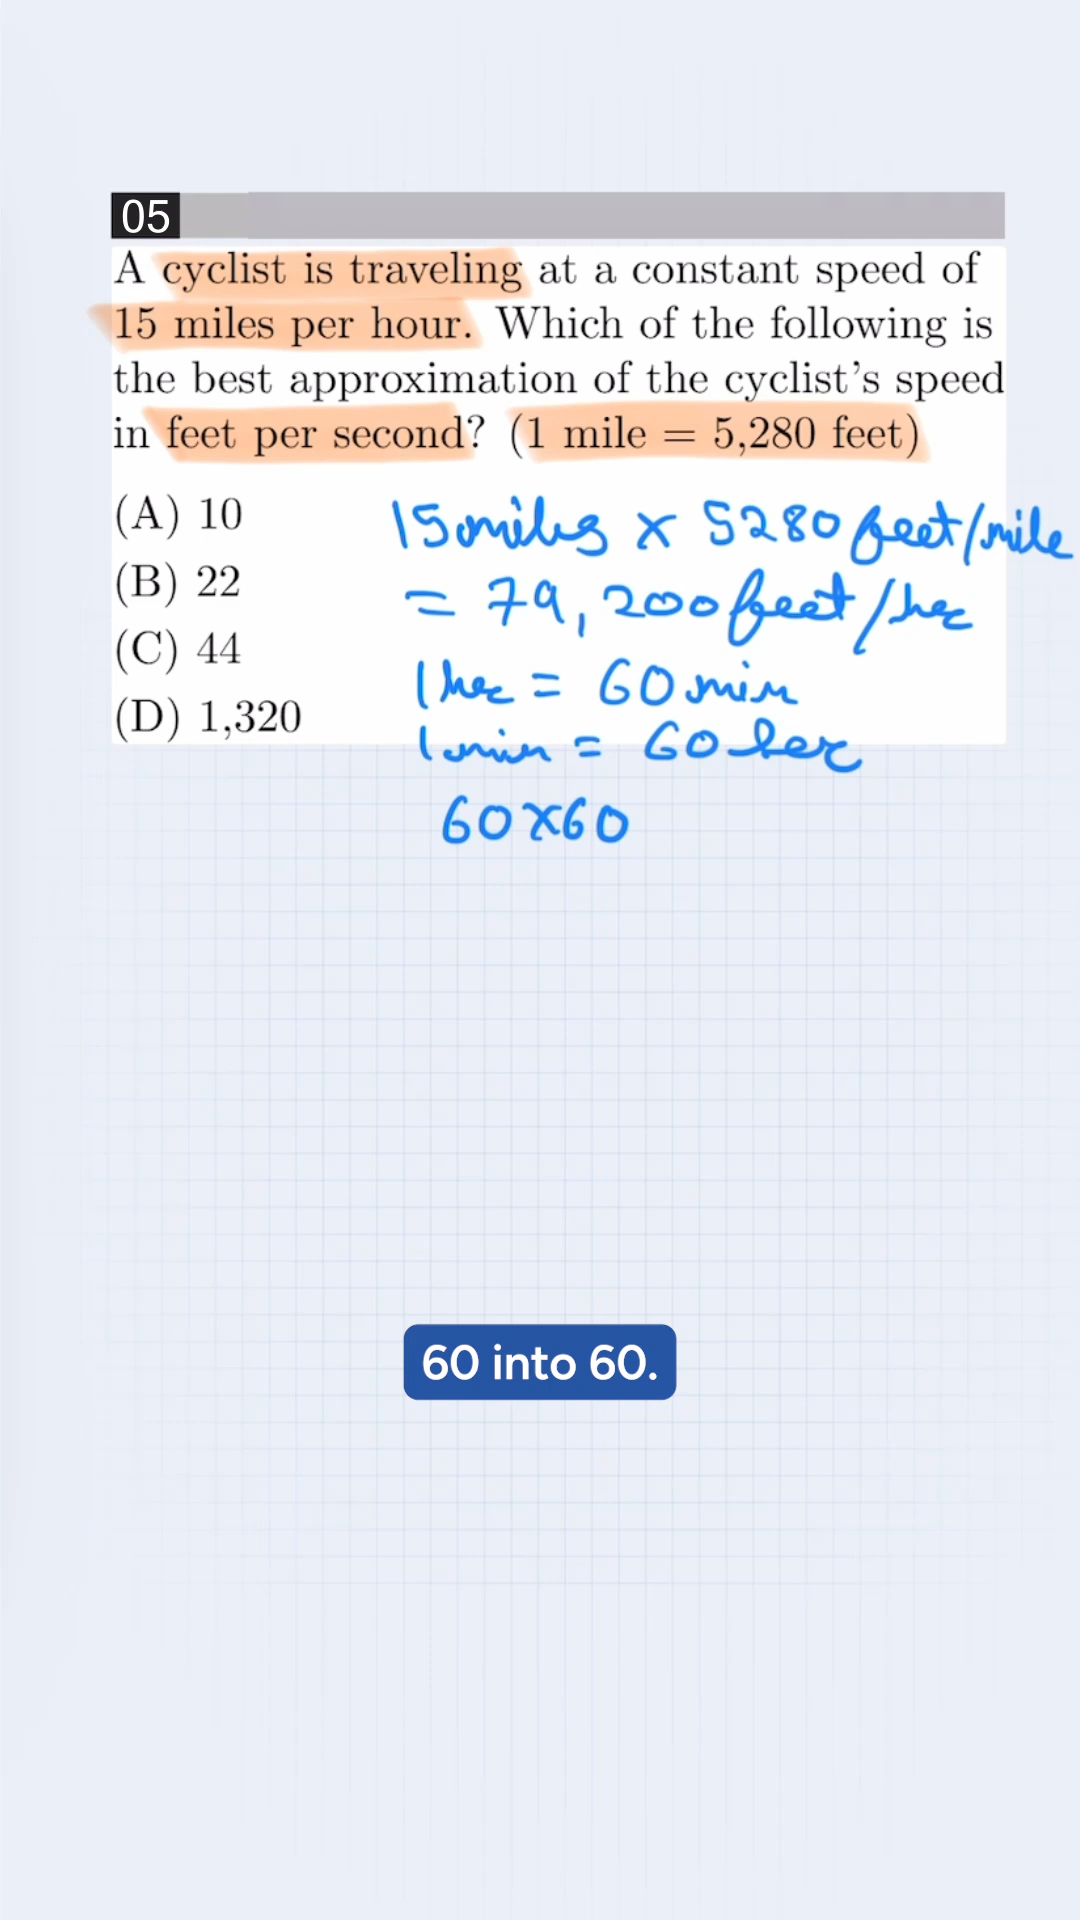 05
A cyclist is traveling at a constant speed of
15 miles per hour. Which of the following is
the best approximation of the cyclist's speed
in feet per second? (1 mile = 5,280 feet)
(A) 10
(B) 22
(C) 44
(D) 1,320
15 miles x 5280 feet/mile
= 79,200 feet/hr
1 hr = 60 min
1 min = 60 sec
60x60
60 into 60.